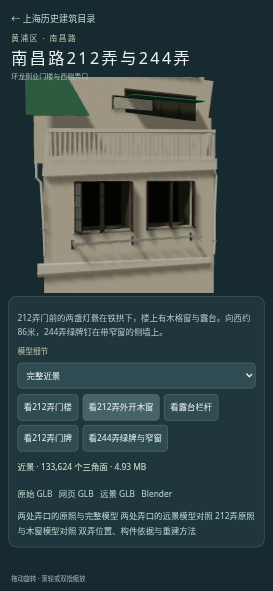 ← 上海历史建筑目录
黄浦区 · 南昌路
南昌路212弄与244弄
环龙别业门楼与西侧弄口
212弄门前的两盏灯悬在铁拱下，楼上有木格窗与露台。向西约
86米，244弄绿牌钉在带窄窗的侧墙上。
模型细节
完整近景
看212弄门楼 看212弄外开木窗 看露台栏杆
看212弄门牌 看244弄绿牌与窄窗
近景 · 133,624 个三角面 · 4.93 MB
原始 GLB 网页 GLB 远景 GLB Blender
两处弄口的原照与完整模型 两处弄口的远景模型对照 212弄原照
与木窗模型对照 双弄位置、构件依据与重建方法
拖动旋转 · 滚轮或双指缩放